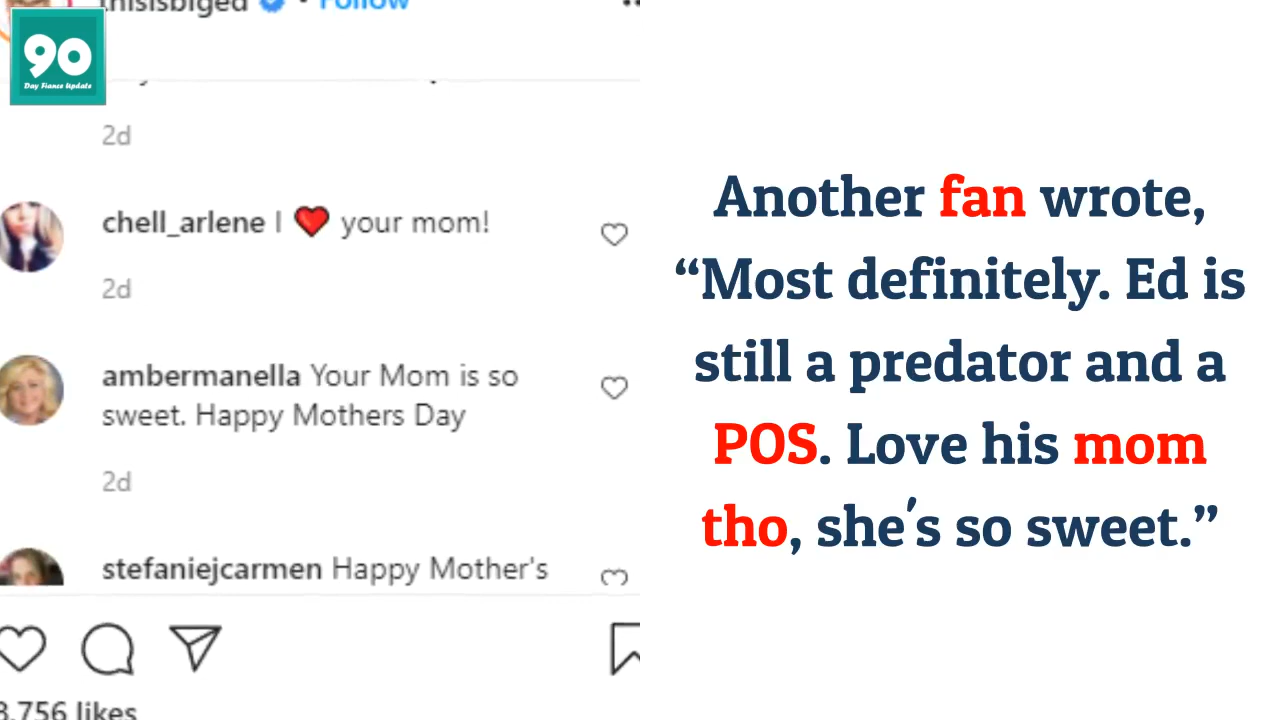 thisisbiged • Follow
90
Day Fiance Update
2d
chell_arlene I ❤️ your mom!
2d
ambermanella Your Mom is so
sweet. Happy Mothers Day
2d
stefaniejcarmen Happy Mother's
3,756 likes
Another fan wrote,
“Most definitely. Ed is
still a predator and a
POS. Love his mom
tho, she's so sweet.”